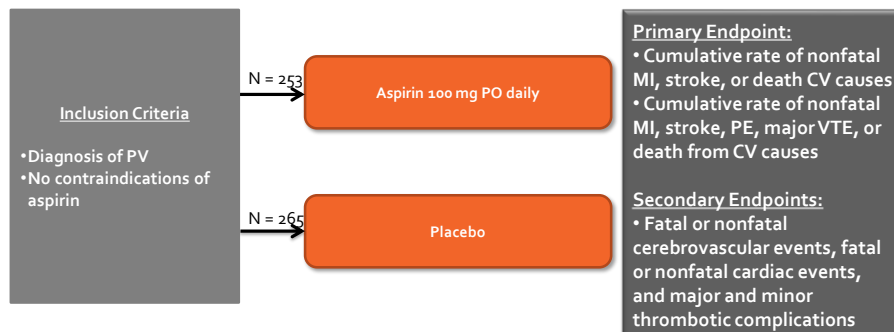 Inclusion Criteria
•Diagnosis of PV
•No contraindications of
aspirin
N = 253
Aspirin 100 mg PO daily
N = 265
Placebo
Primary Endpoint:
• Cumulative rate of nonfatal
MI, stroke, or death CV causes
• Cumulative rate of nonfatal
MI, stroke, PE, major VTE, or
death from CV causes
Secondary Endpoints:
• Fatal or nonfatal
cerebrovascular events, fatal
or nonfatal cardiac events,
and major and minor
thrombotic complications